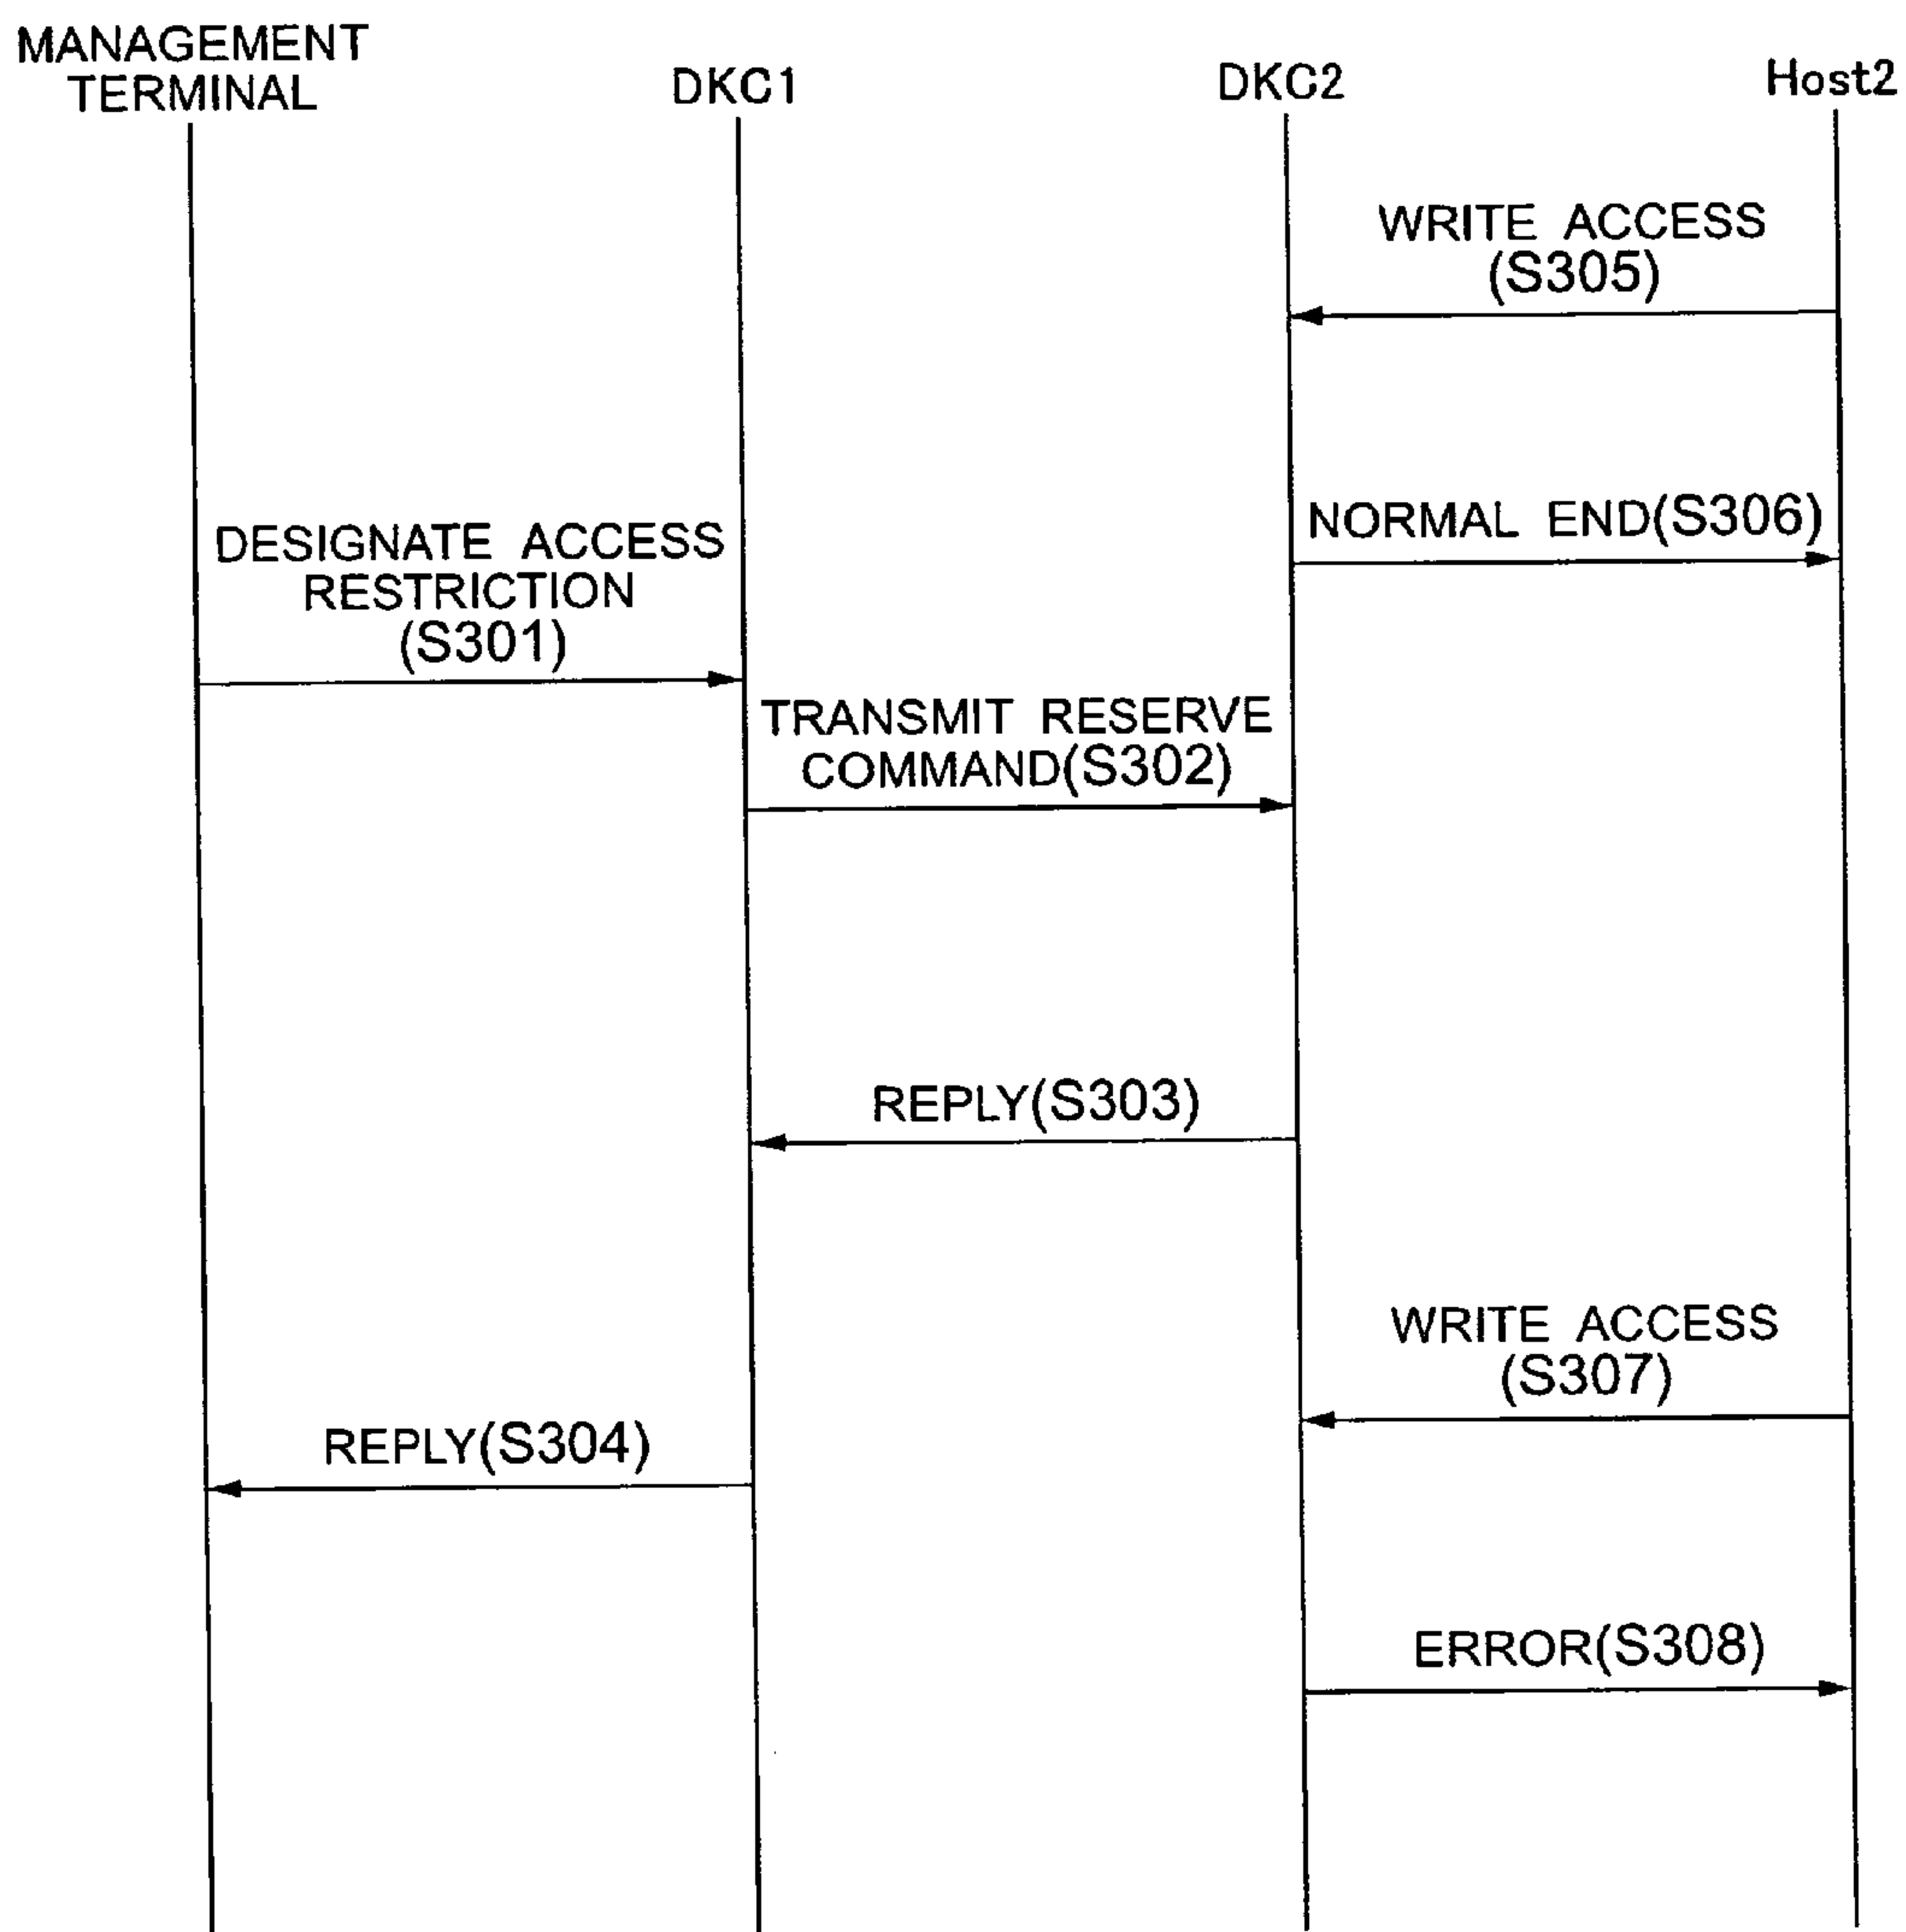 MANAGEMENT
TERMINAL
DKC1
DKC2
Host2
WRITE ACCESS
(S305)
NORMAL END(S306)
DESIGNATE ACCESS
RESTRICTION
(S301)
TRANSMIT RESERVE
COMMAND(S302)
REPLY(S303)
WRITE ACCESS
(S307)
REPLY(S304)
ERROR(S308)